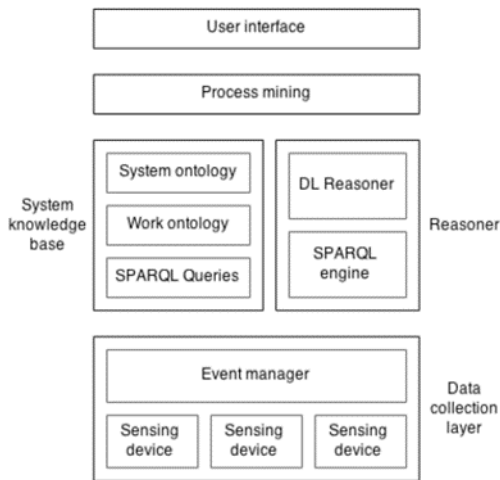 User interface
Process mining
System
knowledge
base
System ontology
Work ontology
SPARQL Queries
DL Reasoner
SPARQL
engine
Reasoner
Event manager
Sensing
device
Sensing
device
Sensing
device
Data
collection
layer